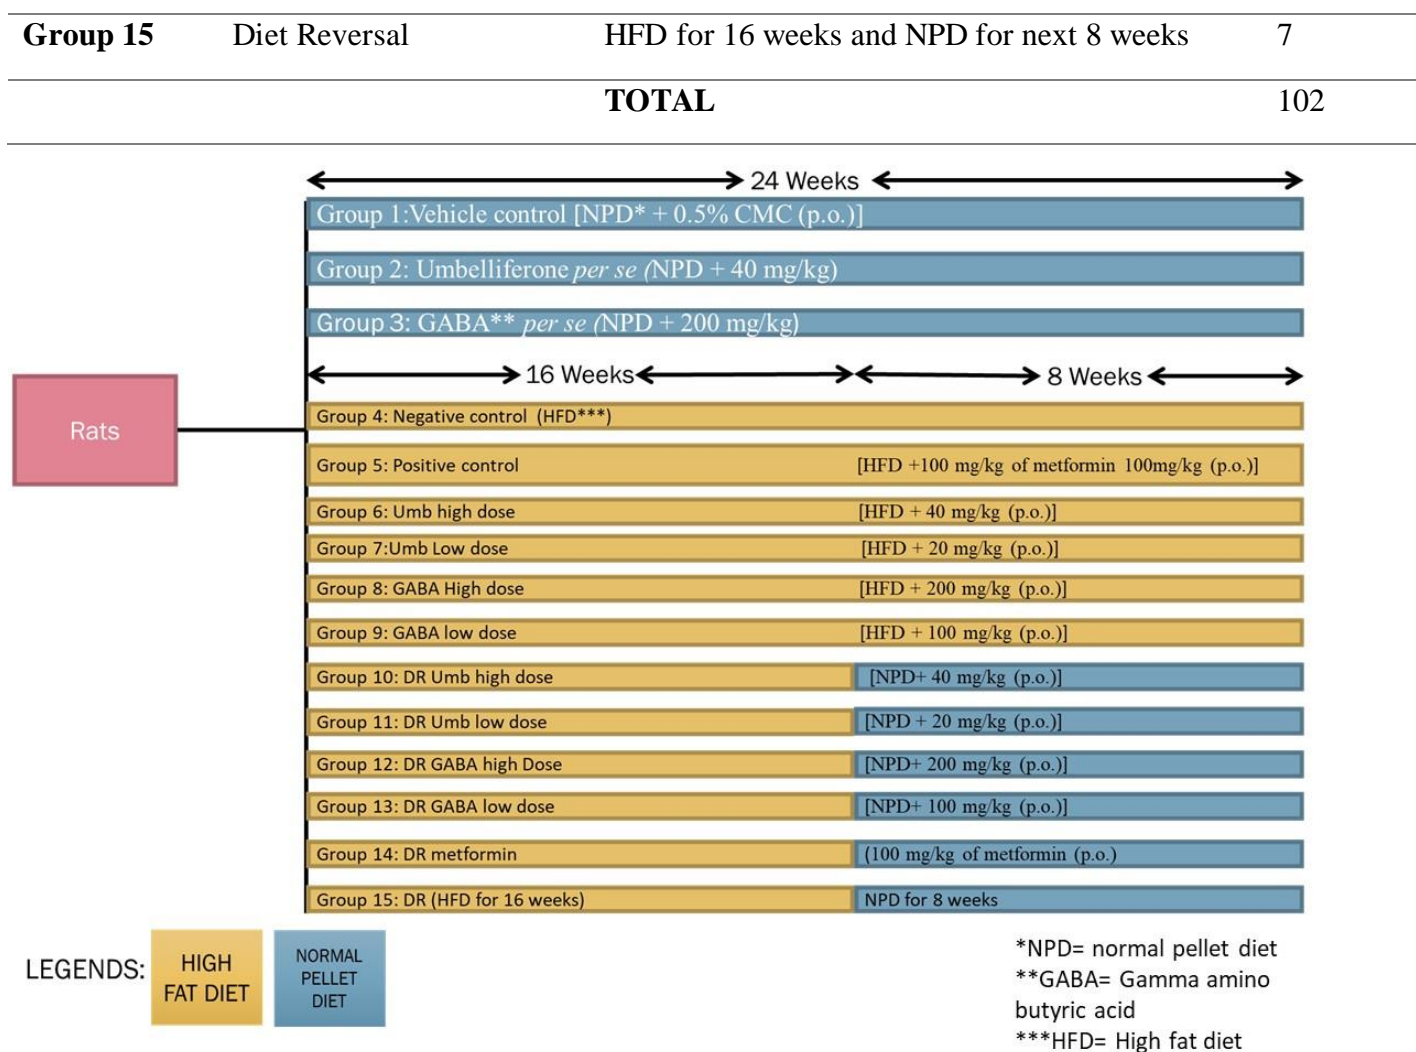 Group 15 Diet Reversal HFD for 16 weeks and NPD for next 8 weeks 7
TOTAL 102
24 Weeks
Group 1:Vehicle control [NPD* + 0.5% CMC (p.o.)]
Group 2: Umbelliferone per se (NPD + 40 mg/kg)
Group 3: GABA** per se (NPD + 200 mg/kg)
16 Weeks 8 Weeks
Rats
Group 4: Negative control (HFD***)
Group 5: Positive control [HFD +100 mg/kg of metformin 100mg/kg (p.o.)]
Group 6: Umb high dose [HFD + 40 mg/kg (p.o.)]
Group 7:Umb Low dose [HFD + 20 mg/kg (p.o.)]
Group 8: GABA High dose [HFD + 200 mg/kg (p.o.)]
Group 9: GABA low dose [HFD + 100 mg/kg (p.o.)]
Group 10: DR Umb high dose [NPD+ 40 mg/kg (p.o.)]
Group 11: DR Umb low dose [NPD + 20 mg/kg (p.o.)]
Group 12: DR GABA high Dose [NPD+ 200 mg/kg (p.o.)]
Group 13: DR GABA low dose [NPD+ 100 mg/kg (p.o.)]
Group 14: DR metformin (100 mg/kg of metformin (p.o.)
Group 15: DR (HFD for 16 weeks) NPD for 8 weeks
LEGENDS:
HIGH
FAT DIET
NORMAL
PELLET
DIET
*NPD= normal pellet diet
**GABA= Gamma amino
butyric acid
***HFD= High fat diet